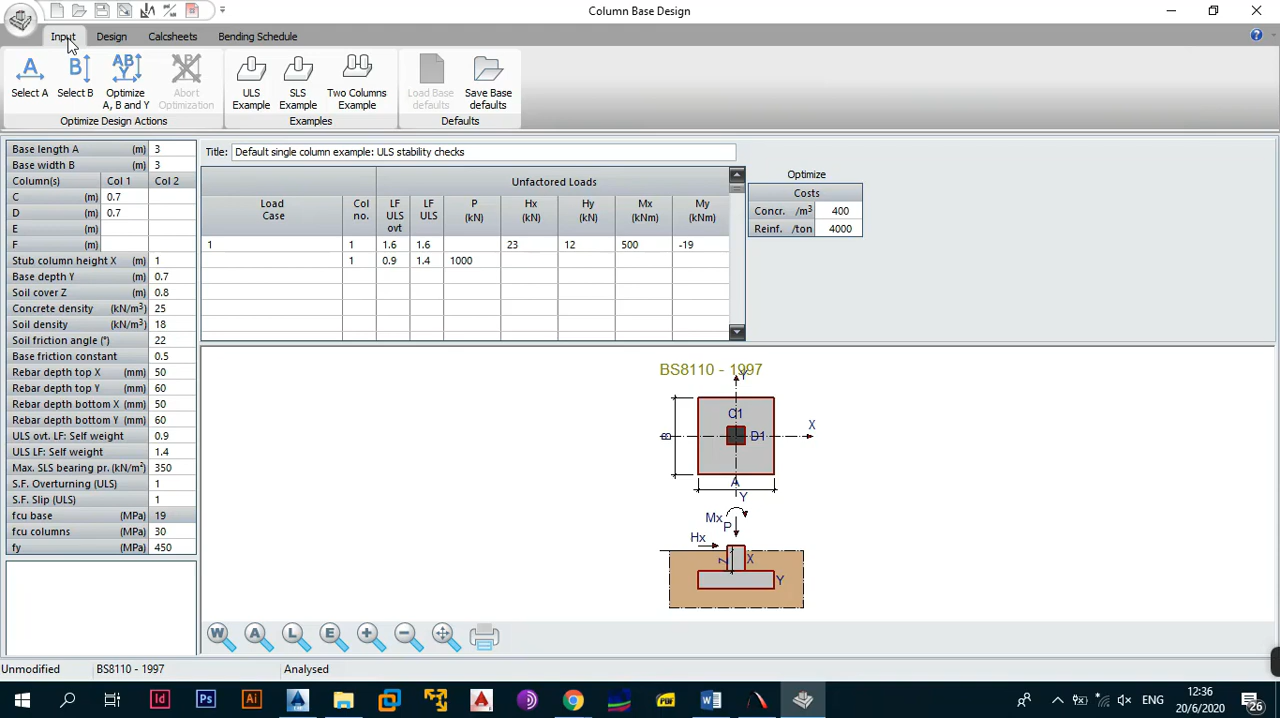 Column Base Design
Input Design Calcsheets Bending Schedule
Select A Select B Optimize A, B and Y Abort Optimization ULS Example SLS Example Two Columns Example Load Base defaults Save Base defaults
Optimize Design Actions Examples Defaults
Base length A (m) 3
Base width B (m) 3
Column(s) Col 1 Col 2
C (m) 0.7
D (m) 0.7
E (m)
F (m)
Stub column height X (m) 1
Base depth Y (m) 0.7
Soil cover Z (m) 0.8
Concrete density (kN/m³) 25
Soil density (kN/m³) 18
Soil friction angle (°) 22
Base friction constant 0.5
Rebar depth top X (mm) 50
Rebar depth top Y (mm) 60
Rebar depth bottom X (mm) 50
Rebar depth bottom Y (mm) 60
ULS ovt. LF: Self weight 0.9
ULS LF: Self weight 1.4
Max. SLS bearing pr. (kN/m²) 350
S.F. Overturning (ULS) 1
S.F. Slip (ULS) 1
fcu base (MPa) 19
fcu columns (MPa) 30
fy (MPa) 450
Title: Default single column example: ULS stability checks
Unfactored Loads
Load Case Col no. LF ULS ovt LF ULS P (kN) Hx (kN) Hy (kN) Mx (kNm) My (kNm)
1 1 1.6 1.6 23 12 500 -19
1 0.9 1.4 1000
Optimize
Costs
Concr. /m³ 400
Reinf. /ton 4000
BS8110 - 1997
Y
C1
B D1 X
A
Y
Mx
P
Hx
Z X
Y
W A L E
Unmodified BS8110 - 1997 Analysed
Id Ps Ai ENG 12:36
20/6/2020 26